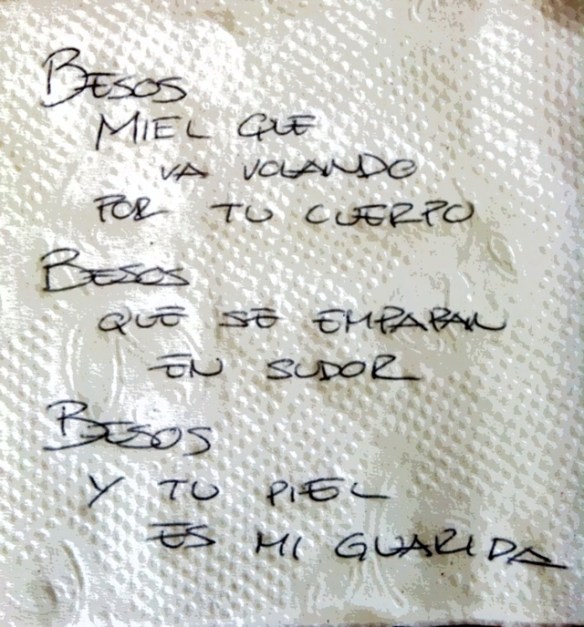 BESOS
MIEL QUE
VA VOLANDO
POR TU CUERPO
BESOS
QUE SE EMPAPAN
EN SUDOR
BESOS
Y TU PIEL
ES MI GUARIDA